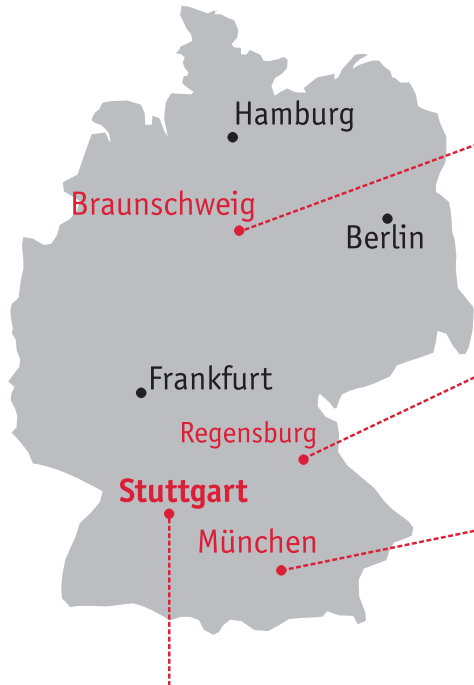 Hamburg
Braunschweig
Berlin
Frankfurt
Regensburg
Stuttgart
München